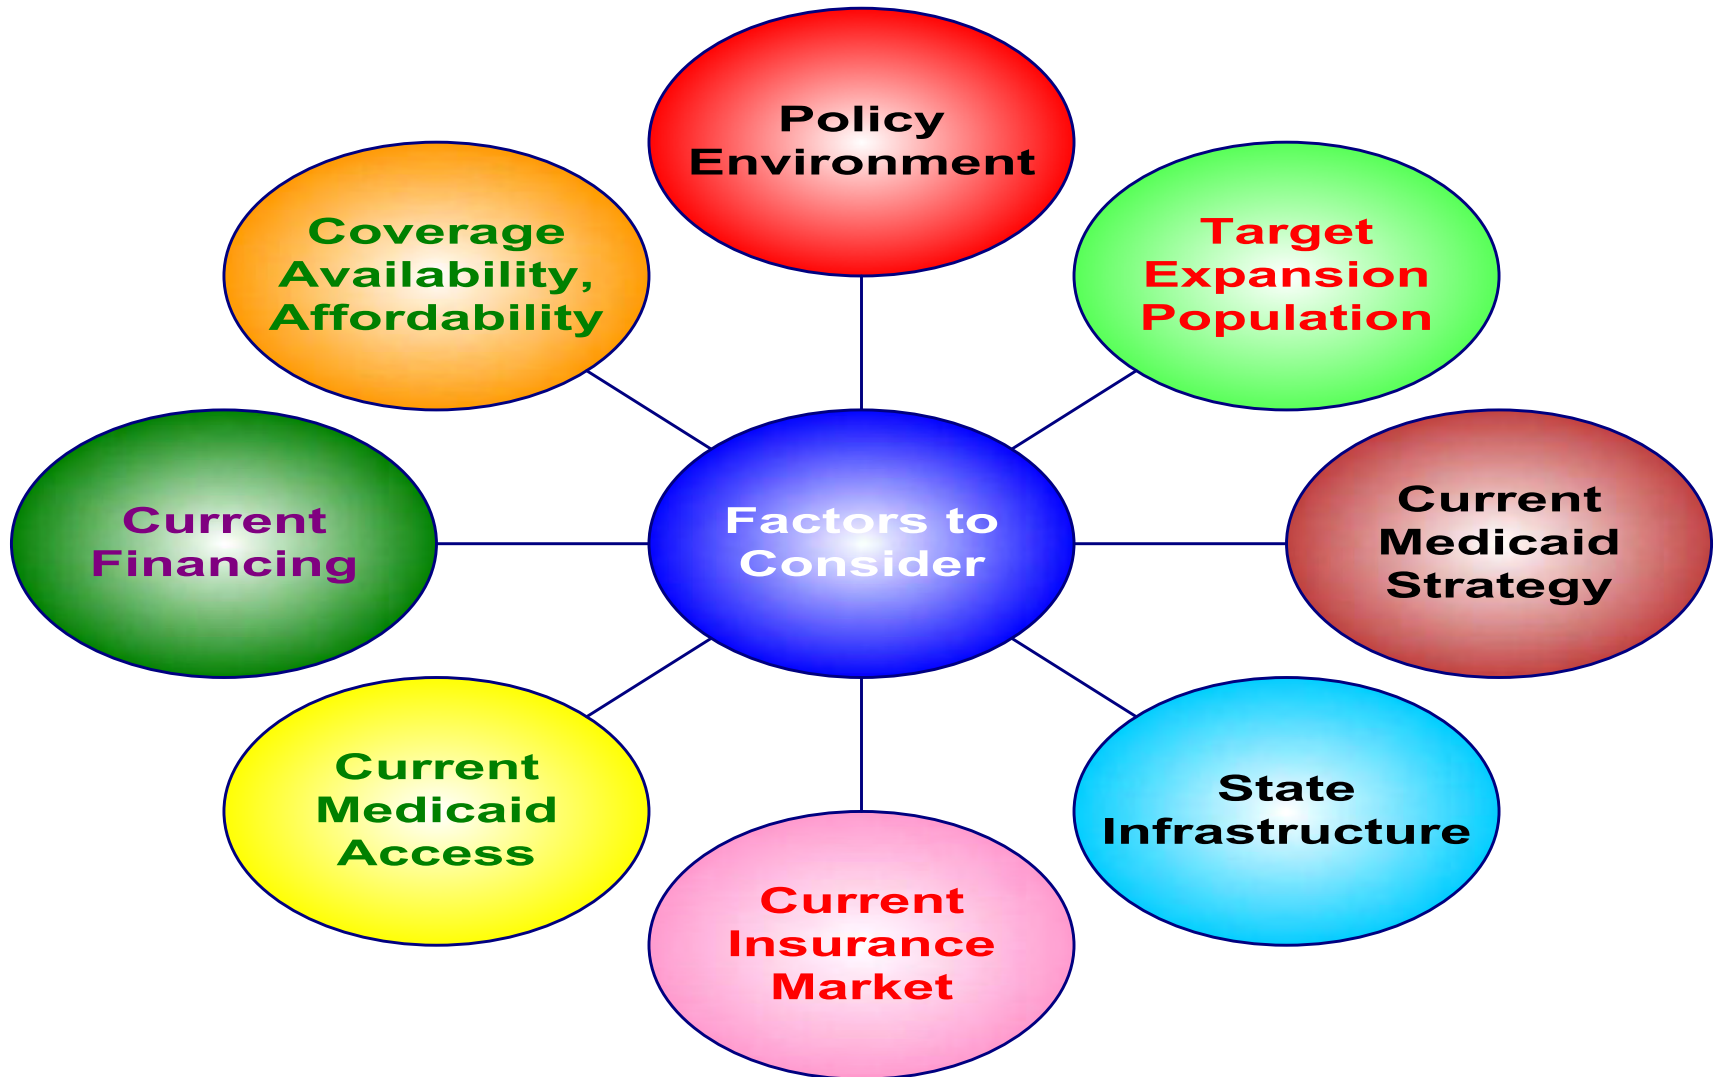 Policy
Environment
Coverage
Availability,
Affordability
Target
Expansion
Population
Current
Financing
Factors to
Consider
Current
Medicaid
Strategy
Current
Medicaid
Access
State
Infrastructure
Current
Insurance
Market